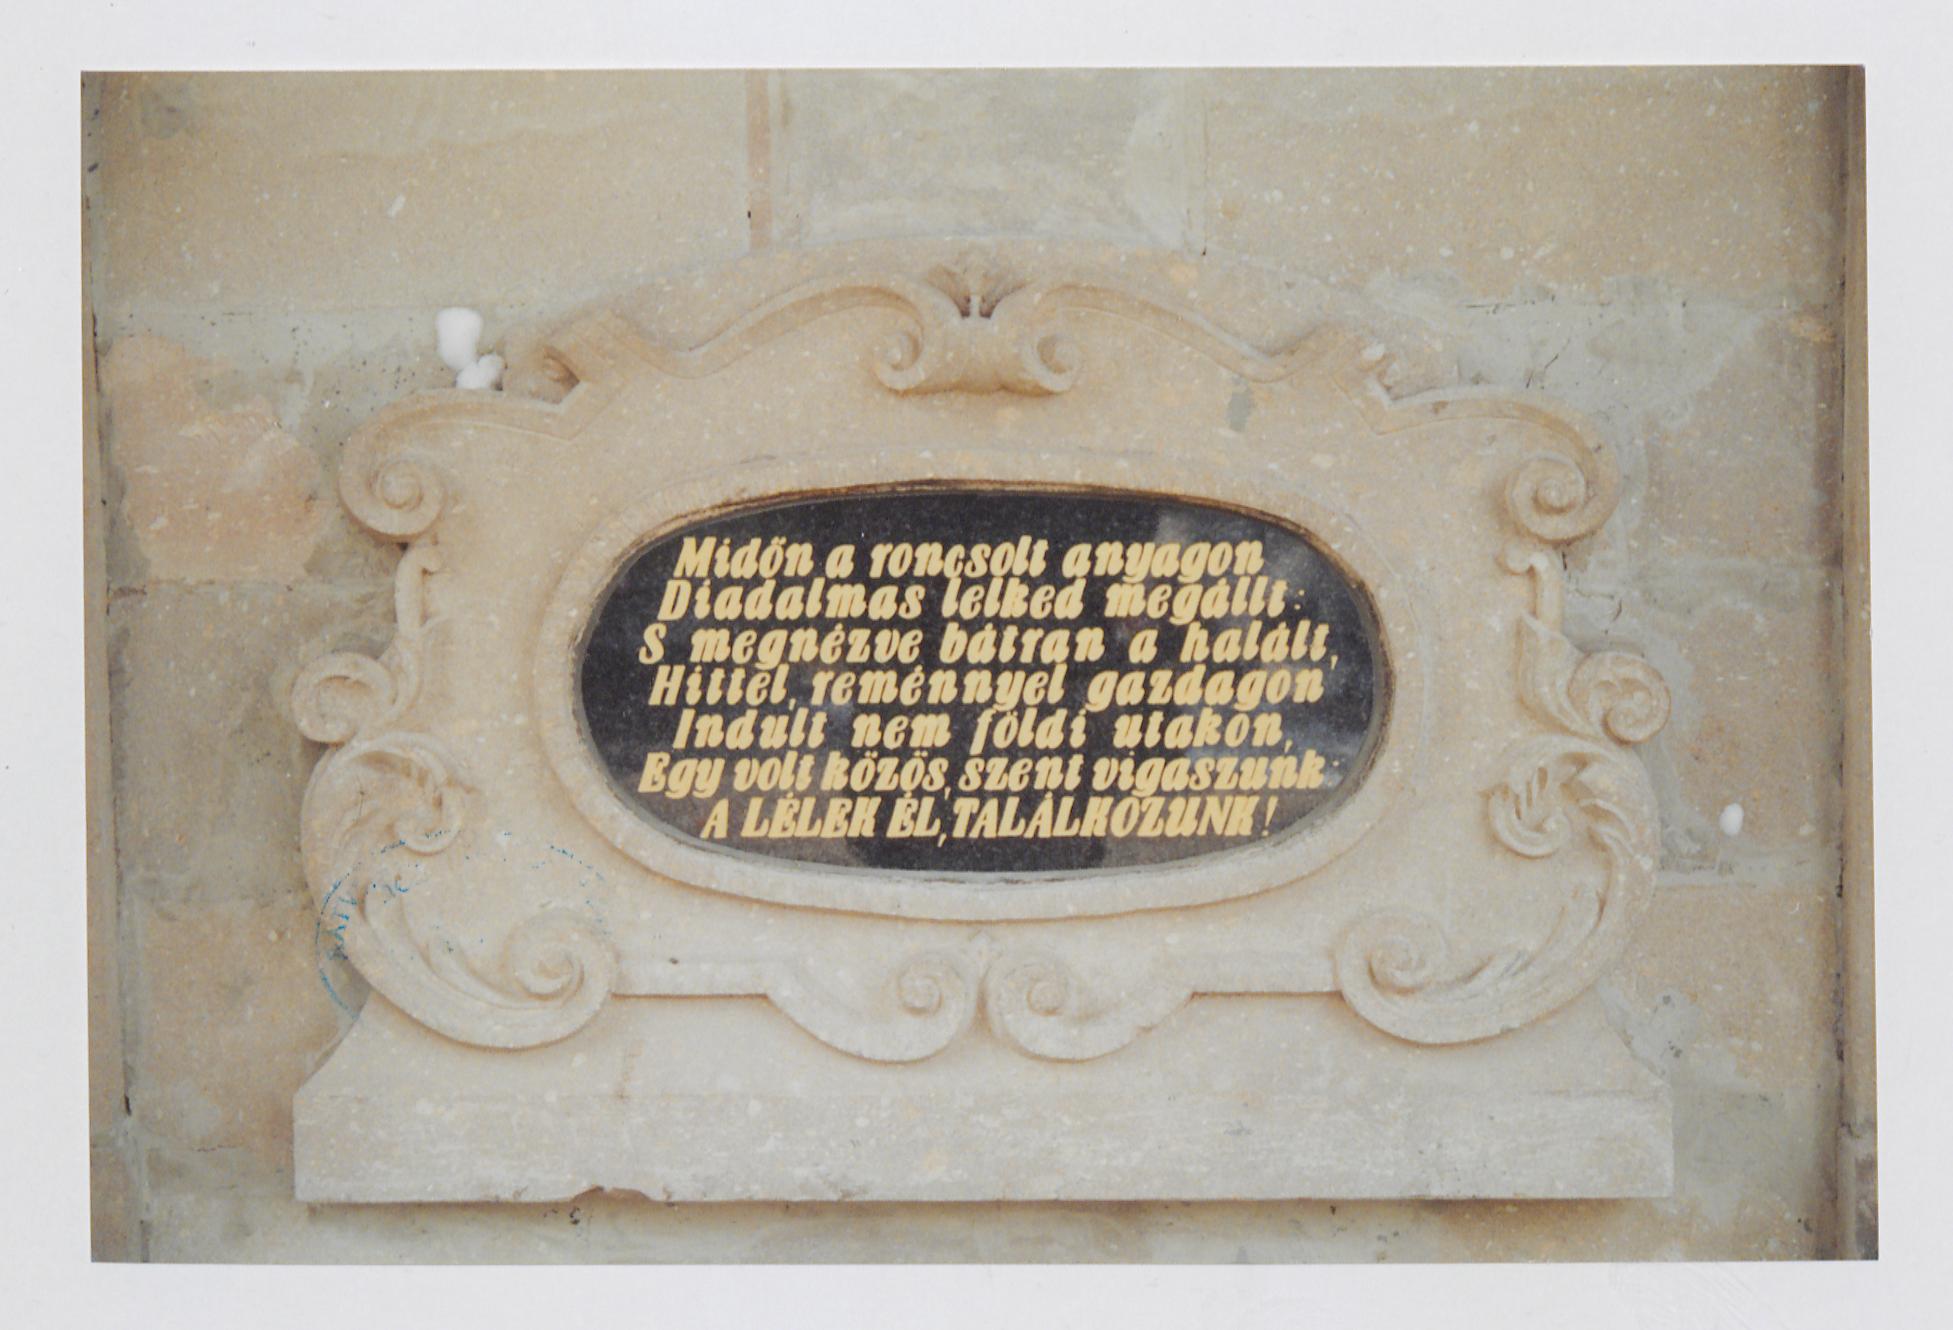 Midőn a roncsolt anyagon
Diadalmas lelked megállt:
S megnézve bátran a halált,
Hittel, reménnyel gazdagon
Indult nem földi utakon,
Egy volt közös, szent vigaszunk:
A LÉLEK ÉL, TALÁLKOZUNK!